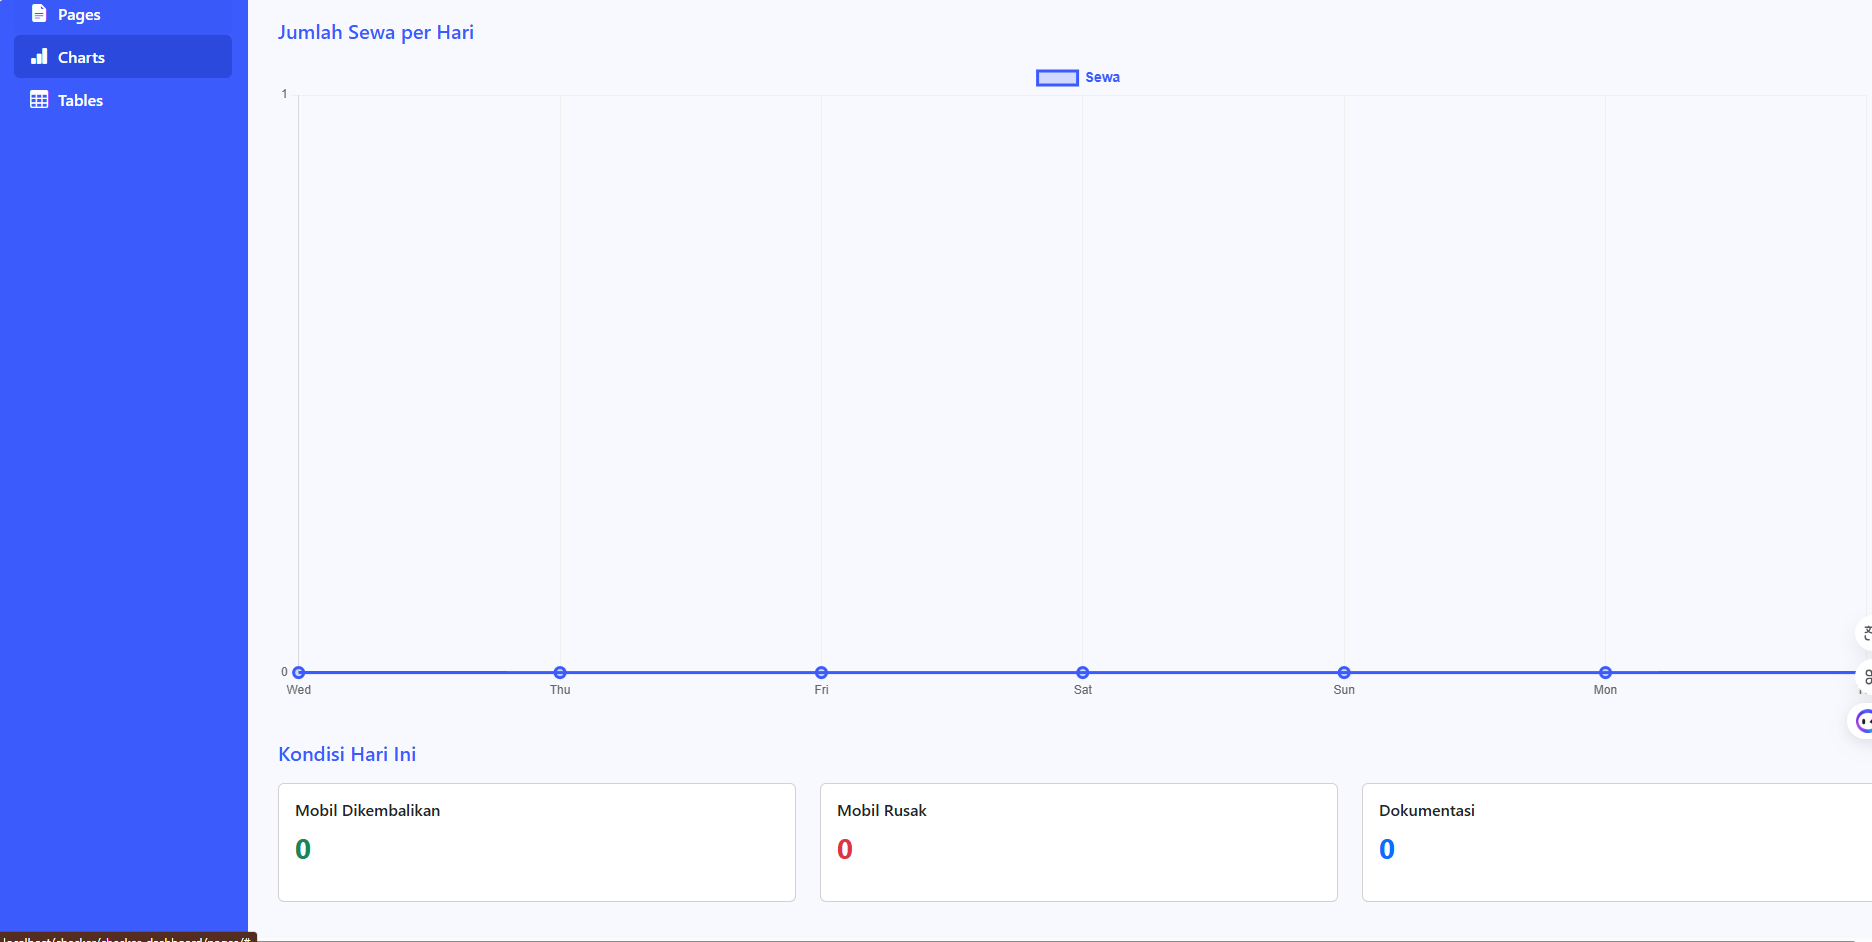 Pages
Charts
Tables
Jumlah Sewa per Hari
Sewa
1
0
Wed Thu Fri Sat Sun Mon
Kondisi Hari Ini
Mobil Dikembalikan
0
Mobil Rusak
0
Dokumentasi
0